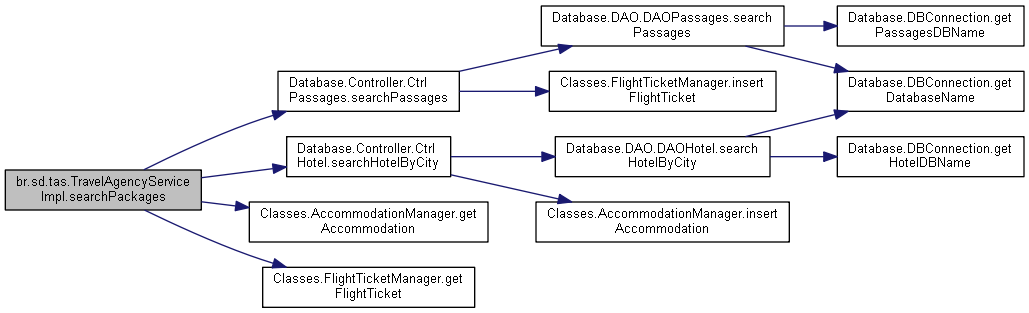 Database.DAO.DAOPassages.search
Passages
Database.DBConnection.get
PassagesDBName
Database.Controller.Ctrl
Passages.searchPassages
Classes.FlightTicketManager.insert
FlightTicket
Database.DBConnection.get
DatabaseName
Database.Controller.Ctrl
Hotel.searchHotelByCity
Database.DAO.DAOHotel.search
HotelByCity
Database.DBConnection.get
HotelDBName
br.sd.tas.TravelAgencyService
Impl.searchPackages
Classes.AccommodationManager.get
Accommodation
Classes.AccommodationManager.insert
Accommodation
Classes.FlightTicketManager.get
FlightTicket